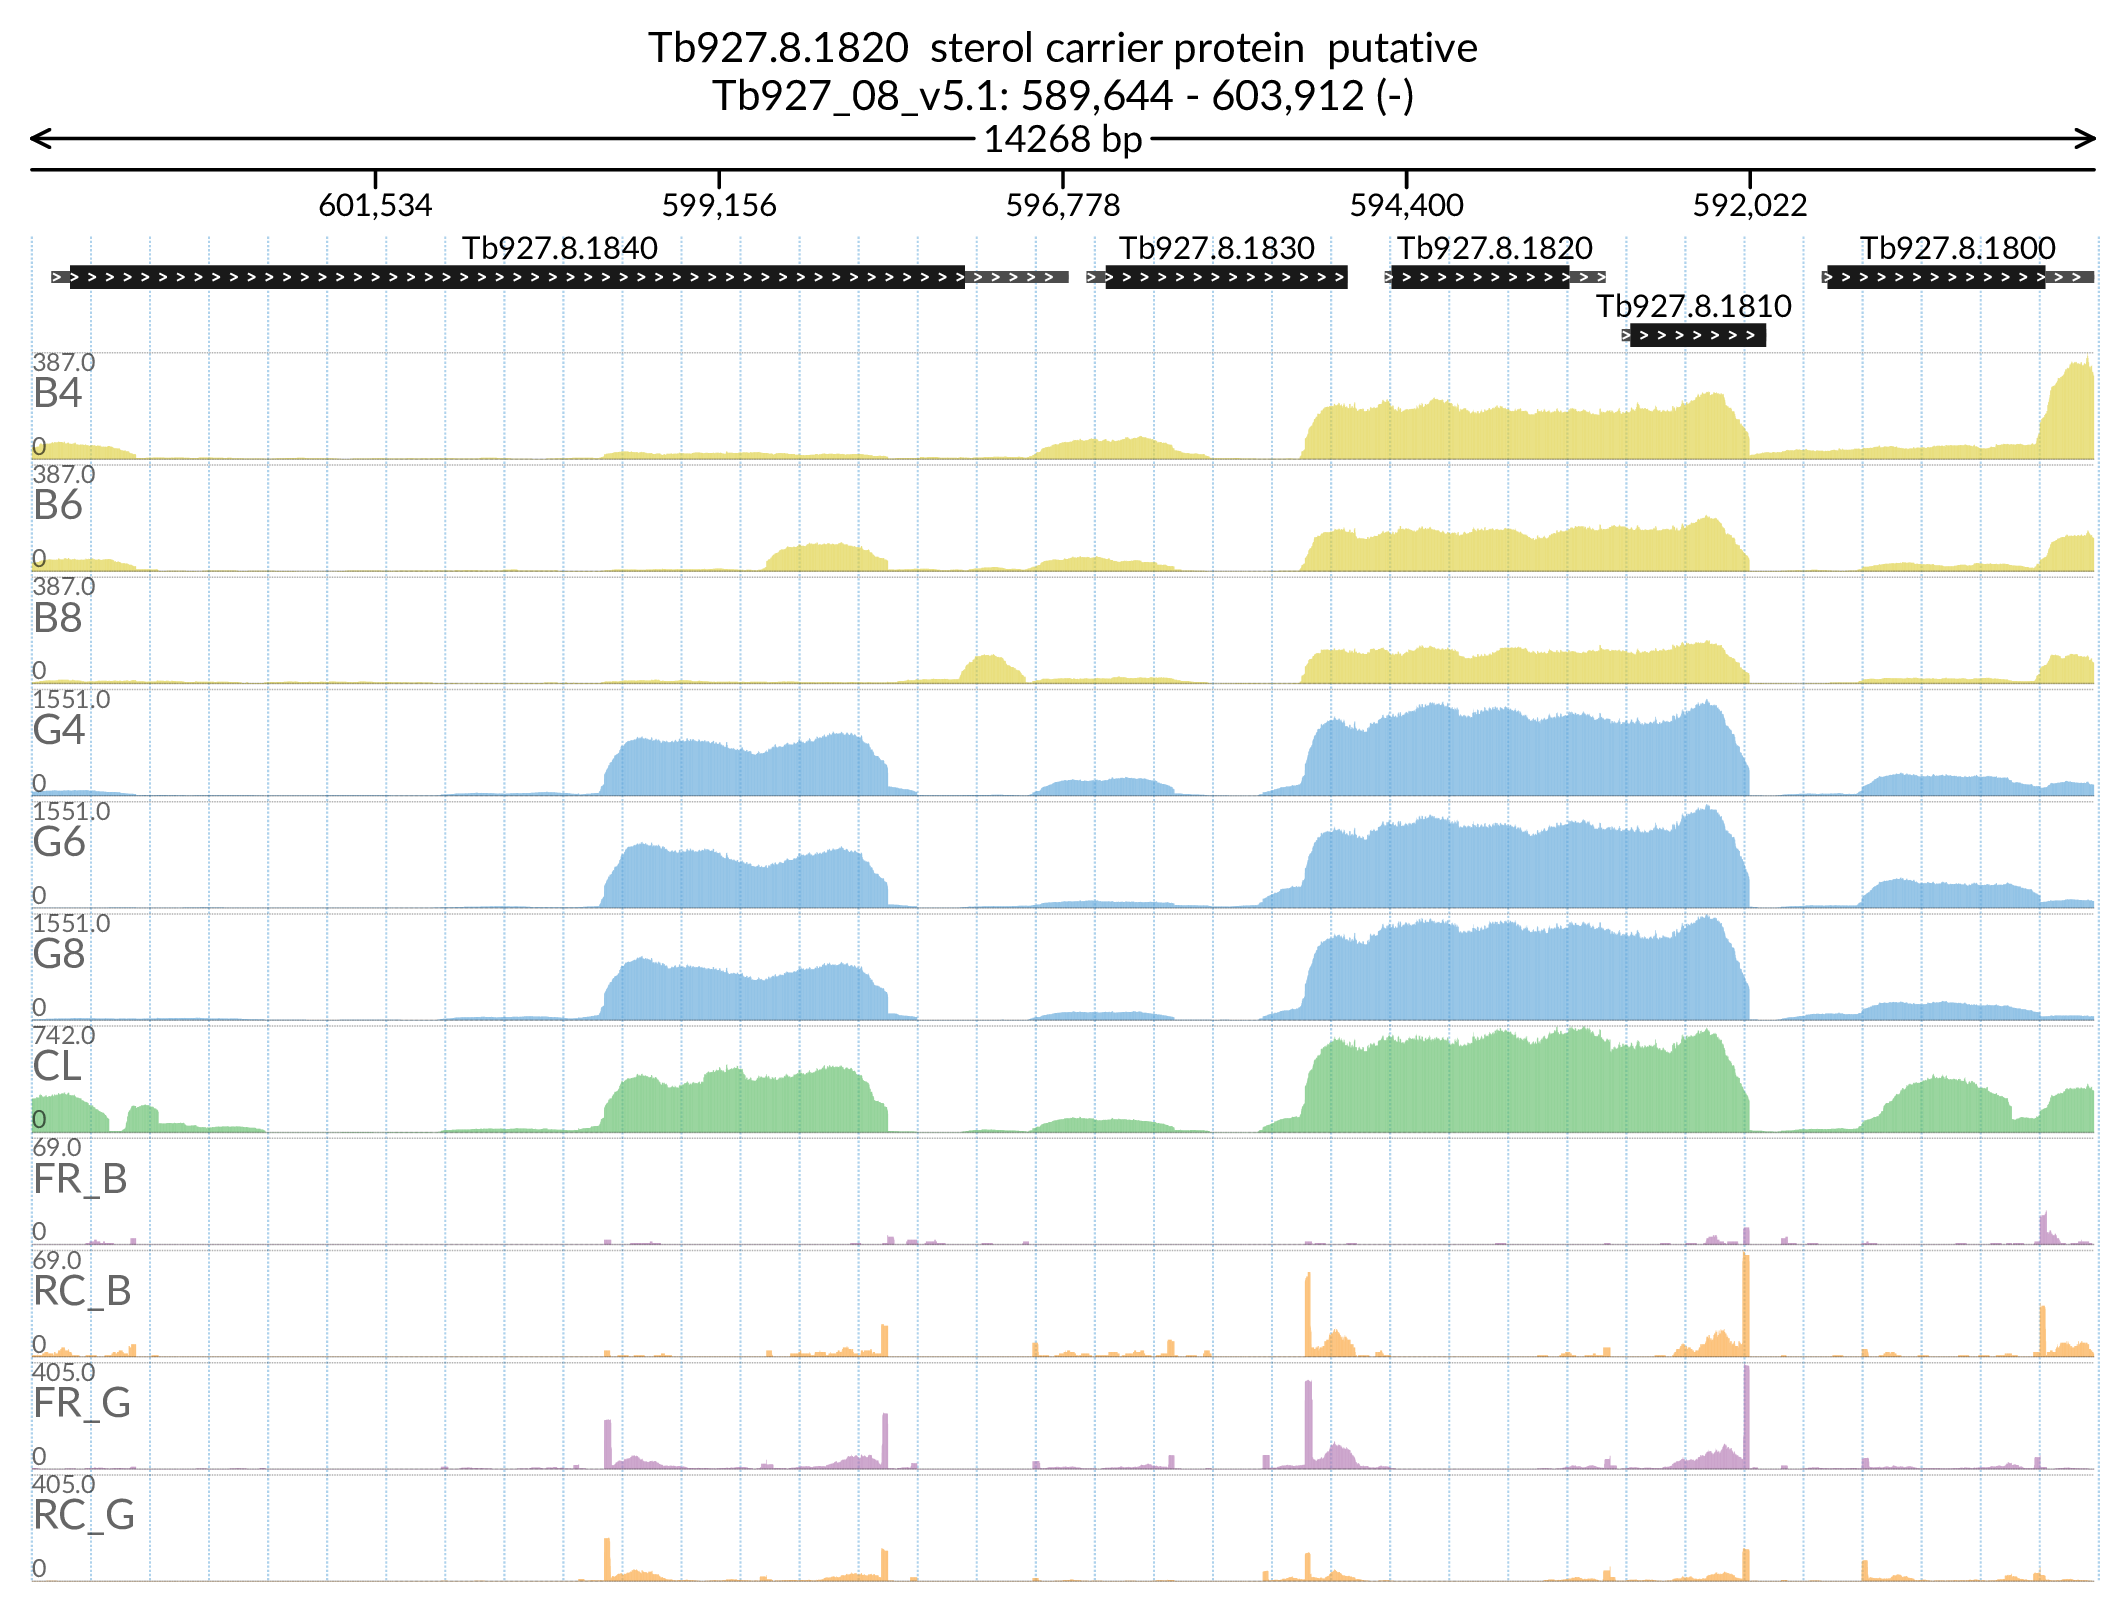 Tb927.8.1820  sterol carrier protein  putative
Tb927_08_v5.1: 589,644 - 603,912 (-)
14268 bp
601,534 599,156 596,778 594,400 592,022
Tb927.8.1840 Tb927.8.1830 Tb927.8.1820 Tb927.8.1800
Tb927.8.1810
387.0
B4
0
387.0
B6
0
387.0
B8
0
1551.0
G4
0
1551.0
G6
0
1551.0
G8
0
742.0
CL
0
69.0
FR_B
0
69.0
RC_B
0
405.0
FR_G
0
405.0
RC_G
0